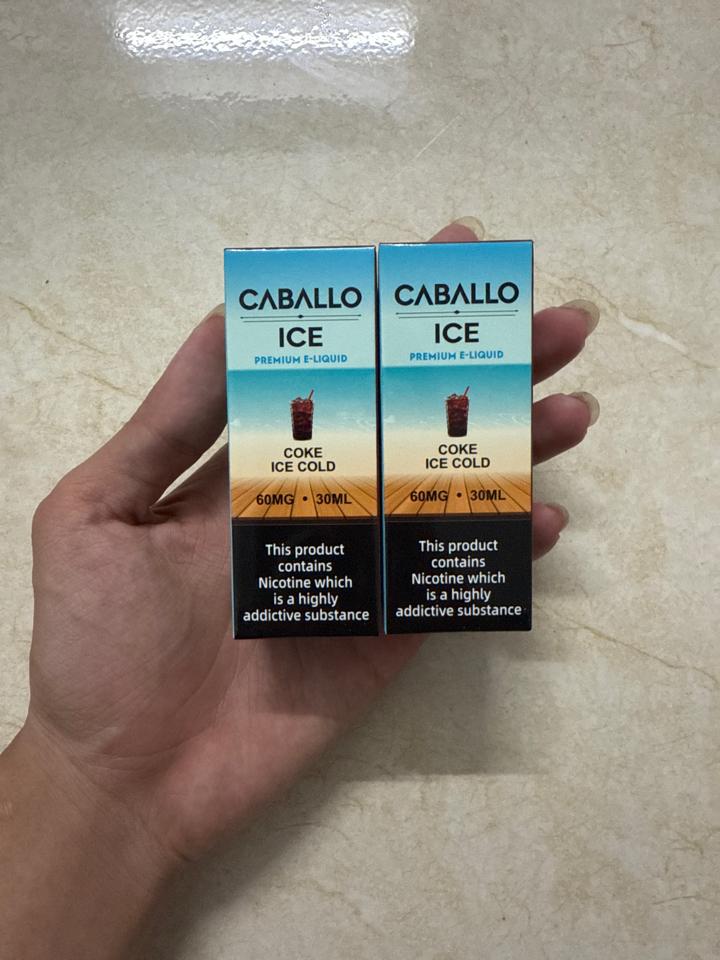 CABALLO
ICE
PREMIUM E-LIQUID
COKE
ICE COLD
60MG • 30ML
This product
contains
Nicotine which
is a highly
addictive substance
CABALLO
ICE
PREMIUM E-LIQUID
COKE
ICE COLD
60MG • 30ML
This product
contains
Nicotine which
is a highly
addictive substance